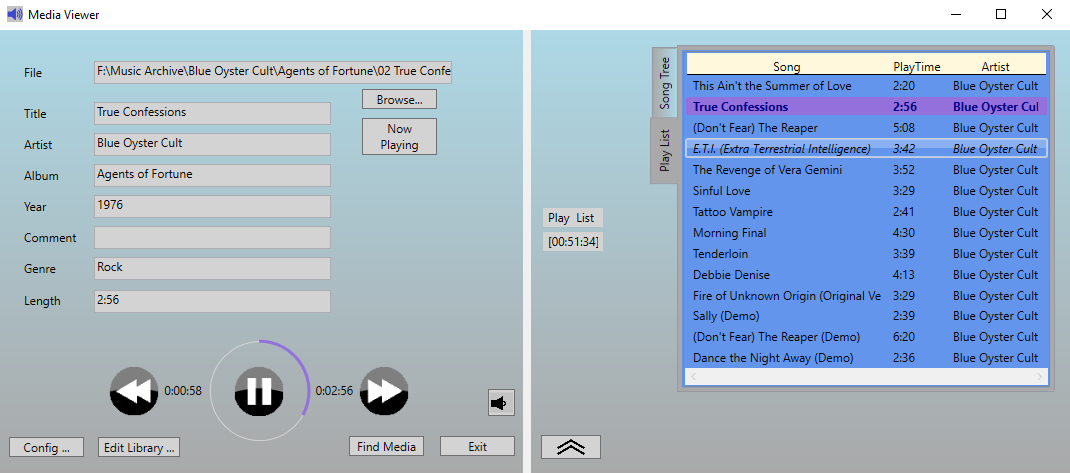 Media Viewer
File
F:\Music Archive\Blue Oyster Cult\Agents of Fortune\02 True Confe
Browse...
Title
True Confessions
Now
Playing
Artist
Blue Oyster Cult
Album
Agents of Fortune
Year
1976
Comment
Genre
Rock
Length
2:56
0:00:58
0:02:56
Config ...
Edit Library ...
Find Media
Exit
Play List
[00:51:34]
Song Tree
Play List
Song PlayTime Artist
This Ain't the Summer of Love 2:20 Blue Oyster Cult
True Confessions 2:56 Blue Oyster Cul
(Don't Fear) The Reaper 5:08 Blue Oyster Cult
E.T.I. (Extra Terrestrial Intelligence) 3:42 Blue Oyster Cult
The Revenge of Vera Gemini 3:52 Blue Oyster Cult
Sinful Love 3:29 Blue Oyster Cult
Tattoo Vampire 2:41 Blue Oyster Cult
Morning Final 4:30 Blue Oyster Cult
Tenderloin 3:39 Blue Oyster Cult
Debbie Denise 4:13 Blue Oyster Cult
Fire of Unknown Origin (Original Ve 3:29 Blue Oyster Cult
Sally (Demo) 2:39 Blue Oyster Cult
(Don't Fear) The Reaper (Demo) 6:20 Blue Oyster Cult
Dance the Night Away (Demo) 2:36 Blue Oyster Cult